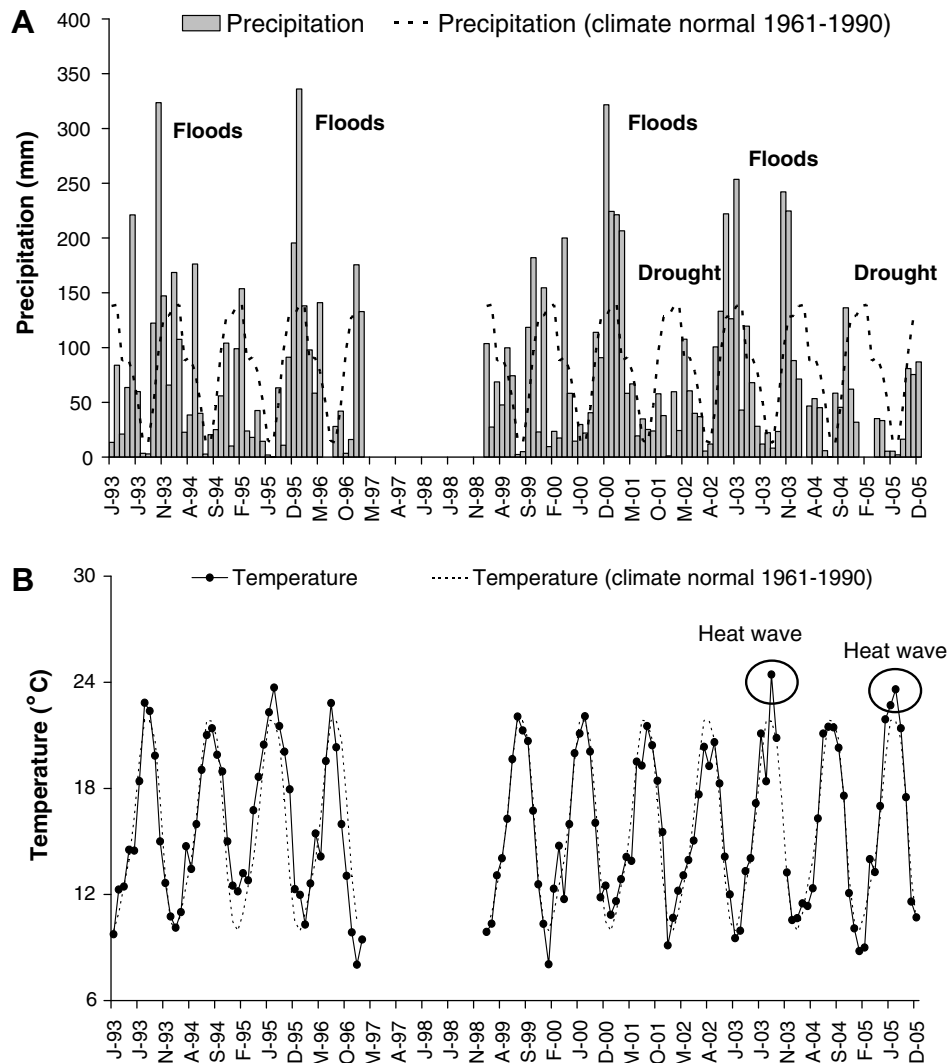 A
Precipitation
Precipitation (climate normal 1961-1990)
Precipitation (mm)
400
350
300
250
200
150
100
50
0
Floods
Floods
Floods
Floods
Drought
Drought
J-93
J-93
N-93
A-94
S-94
F-95
J-95
D-95
M-96
O-96
M-97
A-97
J-98
J-98
N-98
A-99
S-99
F-00
J-00
D-00
M-01
O-01
M-02
A-02
J-03
J-03
N-03
A-04
S-04
F-05
J-05
D-05
B
Temperature
Temperature (climate normal 1961-1990)
Temperature (°C)
30
24
18
12
6
Heat wave
Heat wave
J-93
J-93
N-93
A-94
S-94
F-95
J-95
D-95
M-96
O-96
M-97
A-97
J-98
J-98
N-98
A-99
S-99
F-00
J-00
D-00
M-01
O-01
M-02
A-02
J-03
J-03
N-03
A-04
S-04
F-05
J-05
D-05